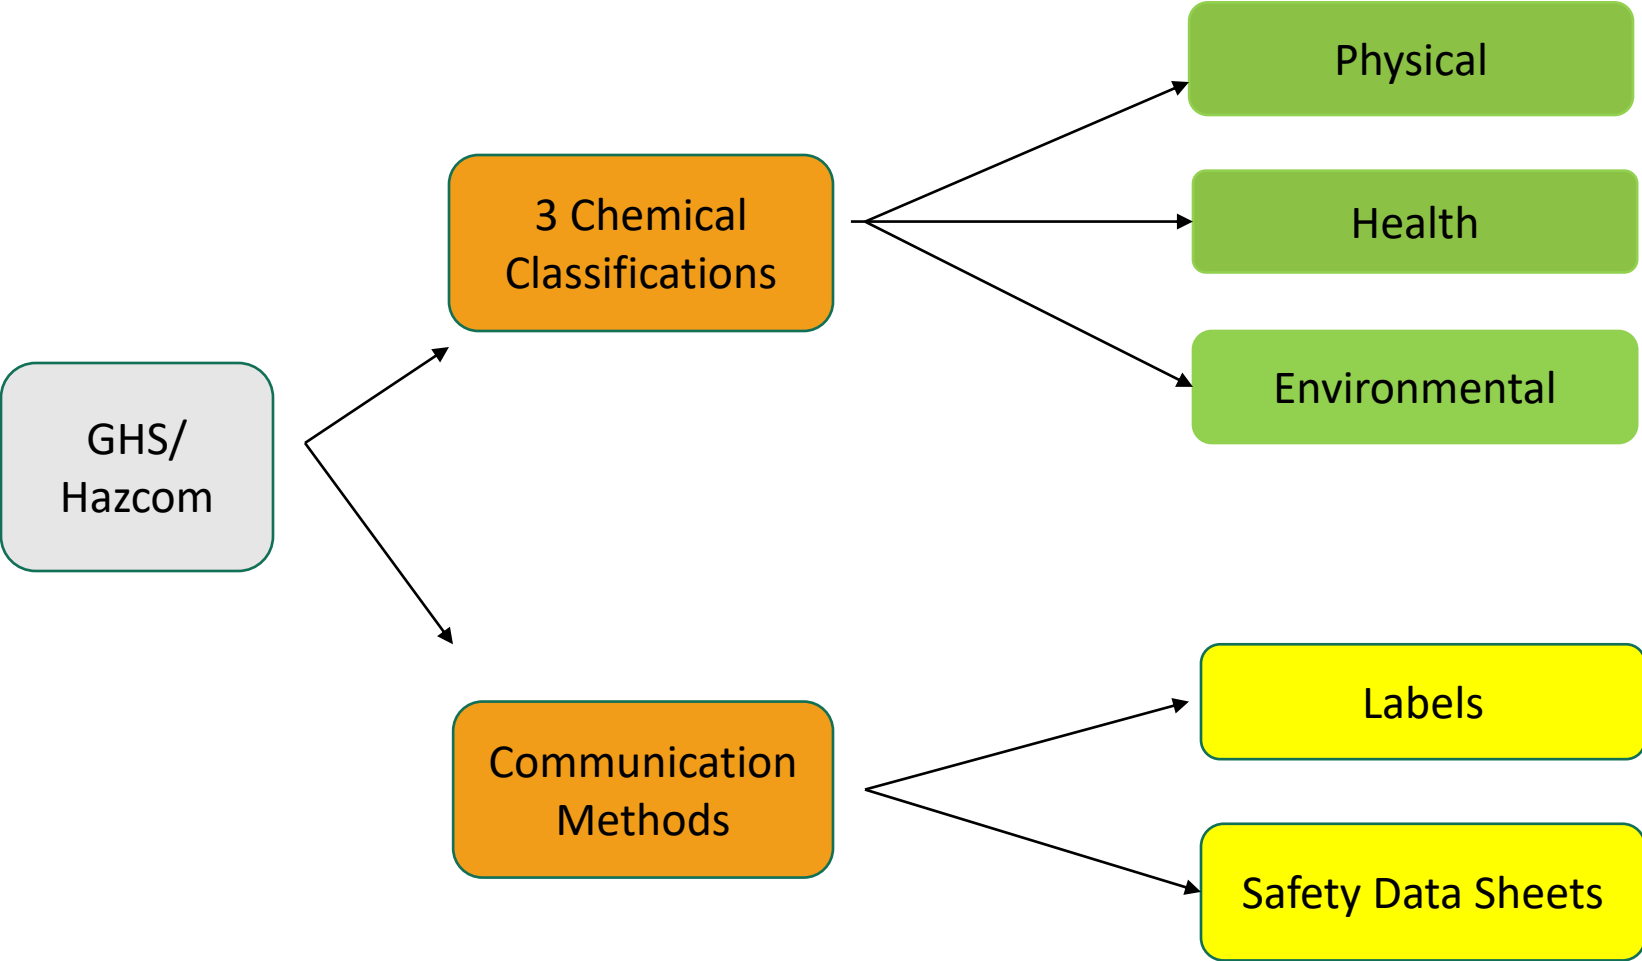 Physical
3 Chemical
Classifications
Health
Environmental
GHS/
Hazcom
Communication
Methods
Labels
Safety Data Sheets